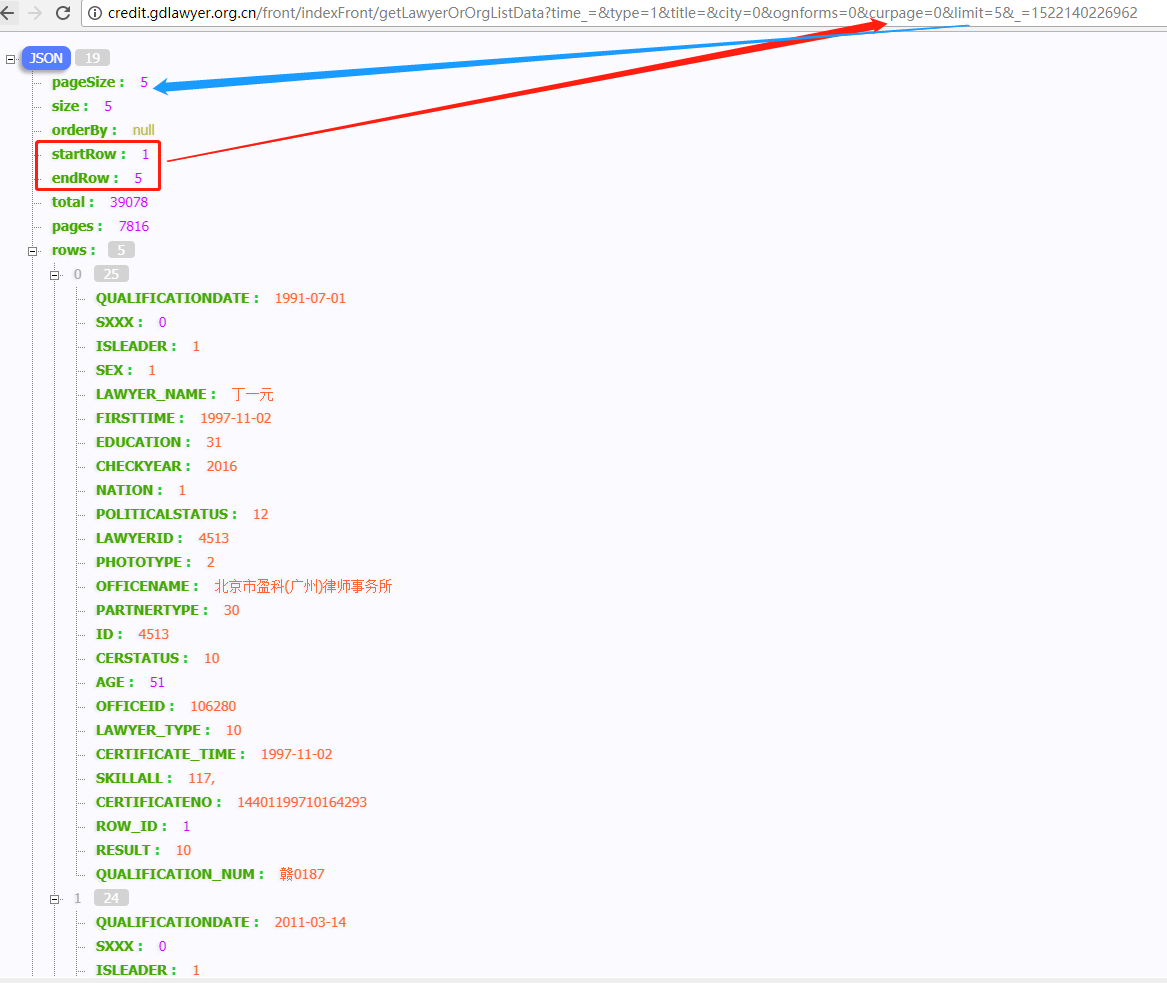 credit.gdlawyer.org.cn/front/indexFront/getLawyerOrOrgListData?time_=&type=1&title=&city=0&ognforms=0&curpage=0&limit=5&_=1522140226962
JSON 19
pageSize : 5
size : 5
orderBy : null
startRow : 1
endRow : 5
total : 39078
pages : 7816
rows : 5
0 25
QUALIFICATIONDATE : 1991-07-01
SXXX : 0
ISLEADER : 1
SEX : 1
LAWYER_NAME : 丁一元
FIRSTTIME : 1997-11-02
EDUCATION : 31
CHECKYEAR : 2016
NATION : 1
POLITICALSTATUS : 12
LAWYERID : 4513
PHOTOTYPE : 2
OFFICENAME : 北京市盈科(广州)律师事务所
PARTNERTYPE : 30
ID : 4513
CERSTATUS : 10
AGE : 51
OFFICEID : 106280
LAWYER_TYPE : 10
CERTIFICATE_TIME : 1997-11-02
SKILLALL : 117,
CERTIFICATENO : 14401199710164293
ROW_ID : 1
RESULT : 10
QUALIFICATION_NUM : 赣0187
1 24
QUALIFICATIONDATE : 2011-03-14
SXXX : 0
ISLEADER : 1